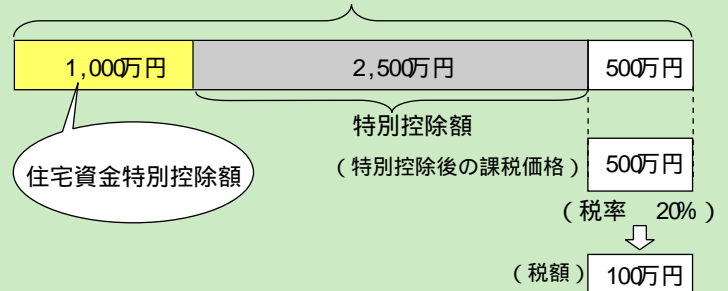 1,000万円 2,500万円 500万円
特別控除額
住宅資金特別控除額
(特別控除後の課税価格) 500万円
(税率 20%)
(税額) 100万円